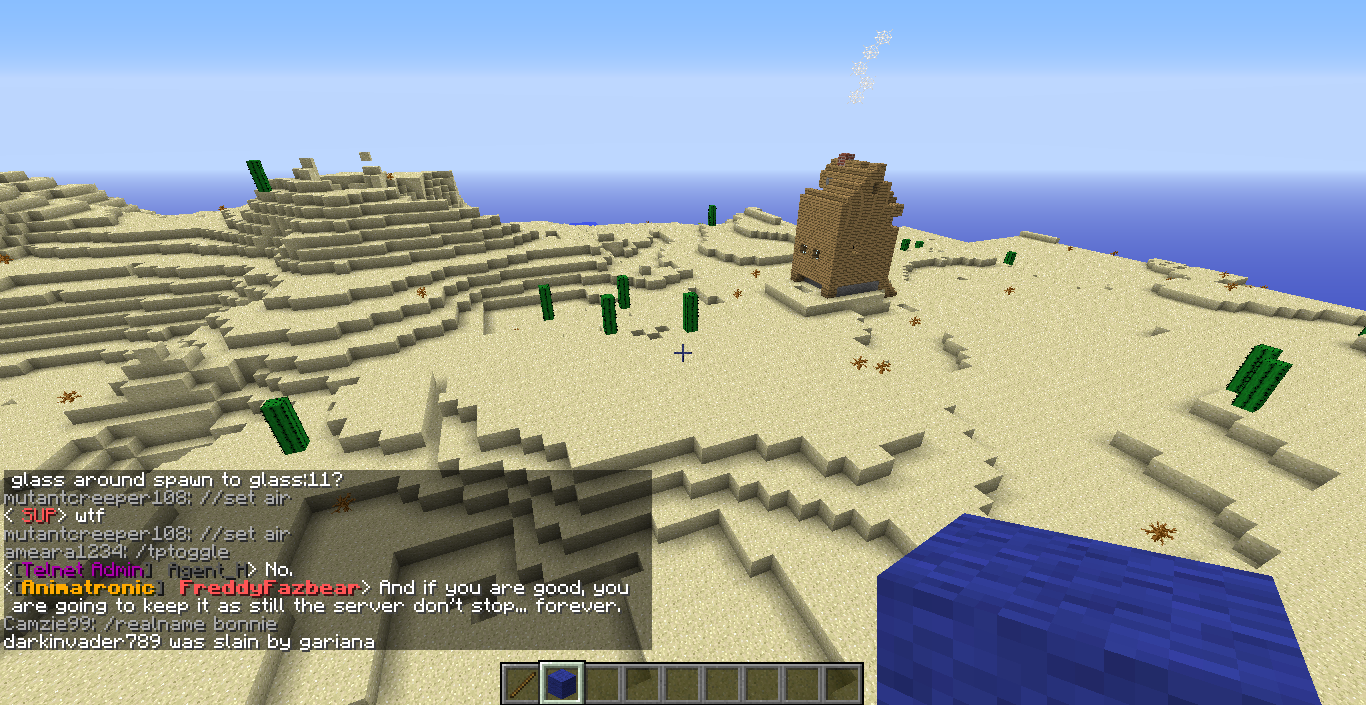 glass around spawn to glass:11?
mutantcreeper108: //set air
< SUP> wtf
mutantcreeper108: //set air
ameara1234: /tptoggle
<[Telnet Admin] Agent_M> No.
<[Animatronic] FreddyFazbear> And if you are good, you
are going to keep it as still the server don't stop... forever.
Camzie99: /realname bonnie
darkinvader789 was slain by gariana